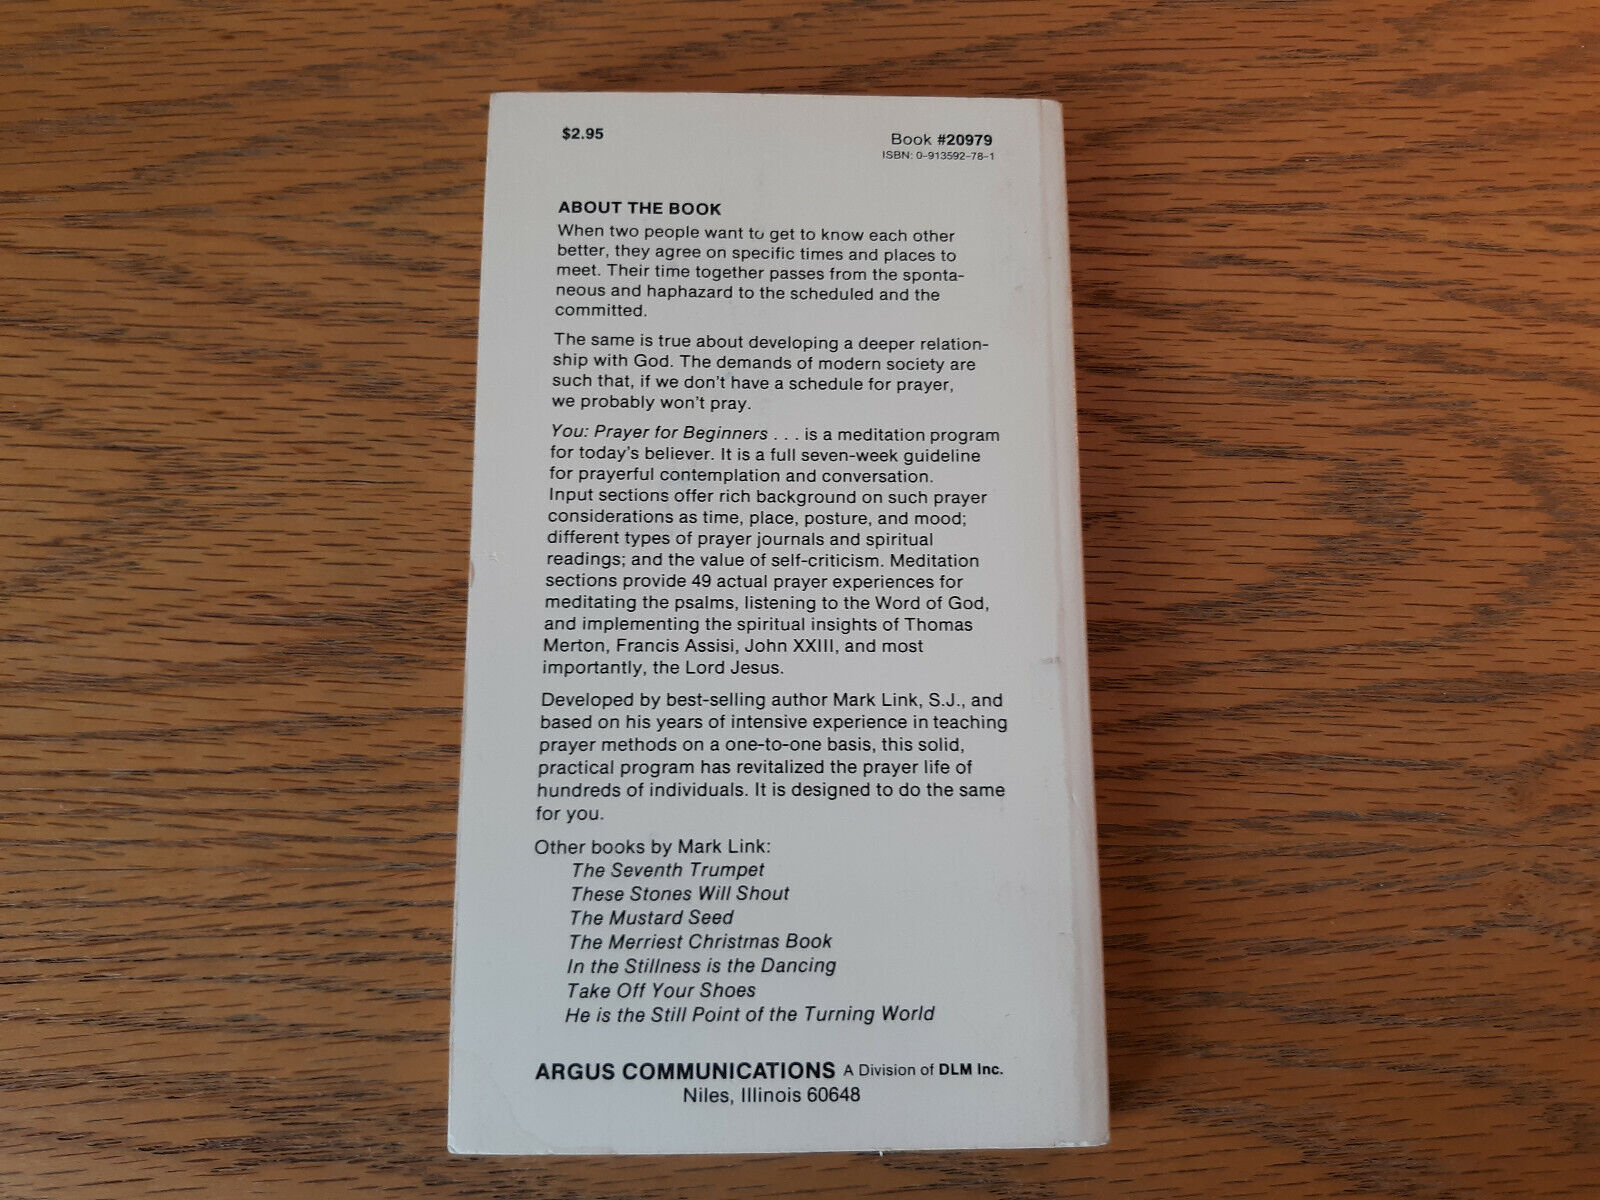 $2.95
Book #20979
ISBN: 0-913592-78-1
ABOUT THE BOOK
When two people want to get to know each other
better, they agree on specific times and places to
meet. Their time together passes from the sponta-
neous and haphazard to the scheduled and the
committed.
The same is true about developing a deeper relation-
ship with God. The demands of modern society are
such that, if we don't have a schedule for prayer,
we probably won't pray.
You: Prayer for Beginners . . . is a meditation program
for today's believer. It is a full seven-week guideline
for prayerful contemplation and conversation.
Input sections offer rich background on such prayer
considerations as time, place, posture, and mood;
different types of prayer journals and spiritual
readings; and the value of self-criticism. Meditation
sections provide 49 actual prayer experiences for
meditating the psalms, listening to the Word of God,
and implementing the spiritual insights of Thomas
Merton, Francis Assisi, John XXIII, and most
importantly, the Lord Jesus.
Developed by best-selling author Mark Link, S.J., and
based on his years of intensive experience in teaching
prayer methods on a one-to-one basis, this solid,
practical program has revitalized the prayer life of
hundreds of individuals. It is designed to do the same
for you.
Other books by Mark Link:
The Seventh Trumpet
These Stones Will Shout
The Mustard Seed
The Merriest Christmas Book
In the Stillness is the Dancing
Take Off Your Shoes
He is the Still Point of the Turning World
ARGUS COMMUNICATIONS A Division of DLM Inc.
Niles, Illinois 60648